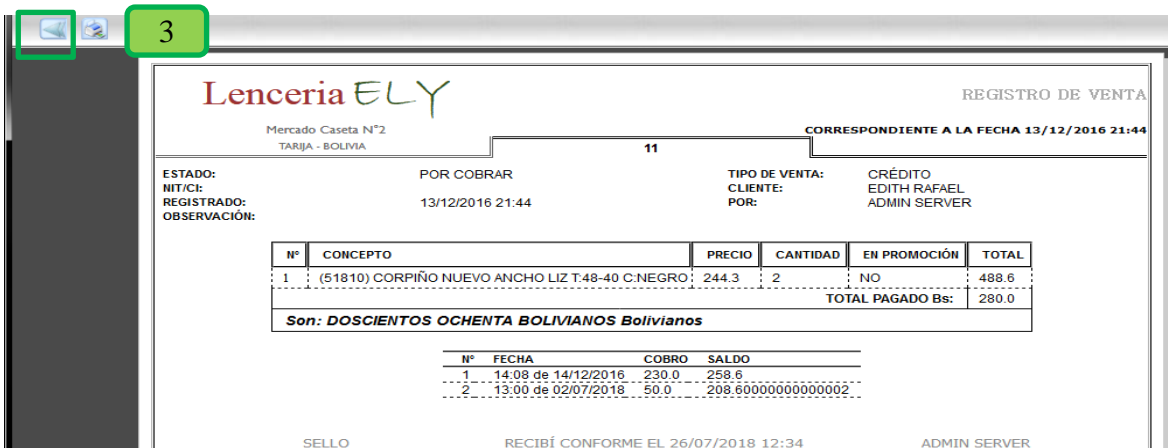 3
Lenceria ELY
REGISTRO DE VENTA
Mercado Caseta N°2
CORRESPONDIENTE A LA FECHA 13/12/2016 21:44
TARIJA - BOLIVIA
11
ESTADO: POR COBRAR TIPO DE VENTA: CRÉDITO
NIT/CI: CLIENTE: EDITH RAFAEL
REGISTRADO: 13/12/2016 21:44 POR: ADMIN SERVER
OBSERVACIÓN:
N° CONCEPTO PRECIO CANTIDAD EN PROMOCIÓN TOTAL
1 (51810) CORPIÑO NUEVO ANCHO LIZ T:48-40 C:NEGRO 244.3 2 NO 488.6
TOTAL PAGADO Bs: 280.0
Son: DOSCIENTOS OCHENTA BOLIVIANOS Bolivianos
N° FECHA COBRO SALDO
1 14:08 de 14/12/2016 230.0 258.6
2 13:00 de 02/07/2018 50.0 208.60000000000002
SELLO RECIBÍ CONFORME EL 26/07/2018 12:34 ADMIN SERVER